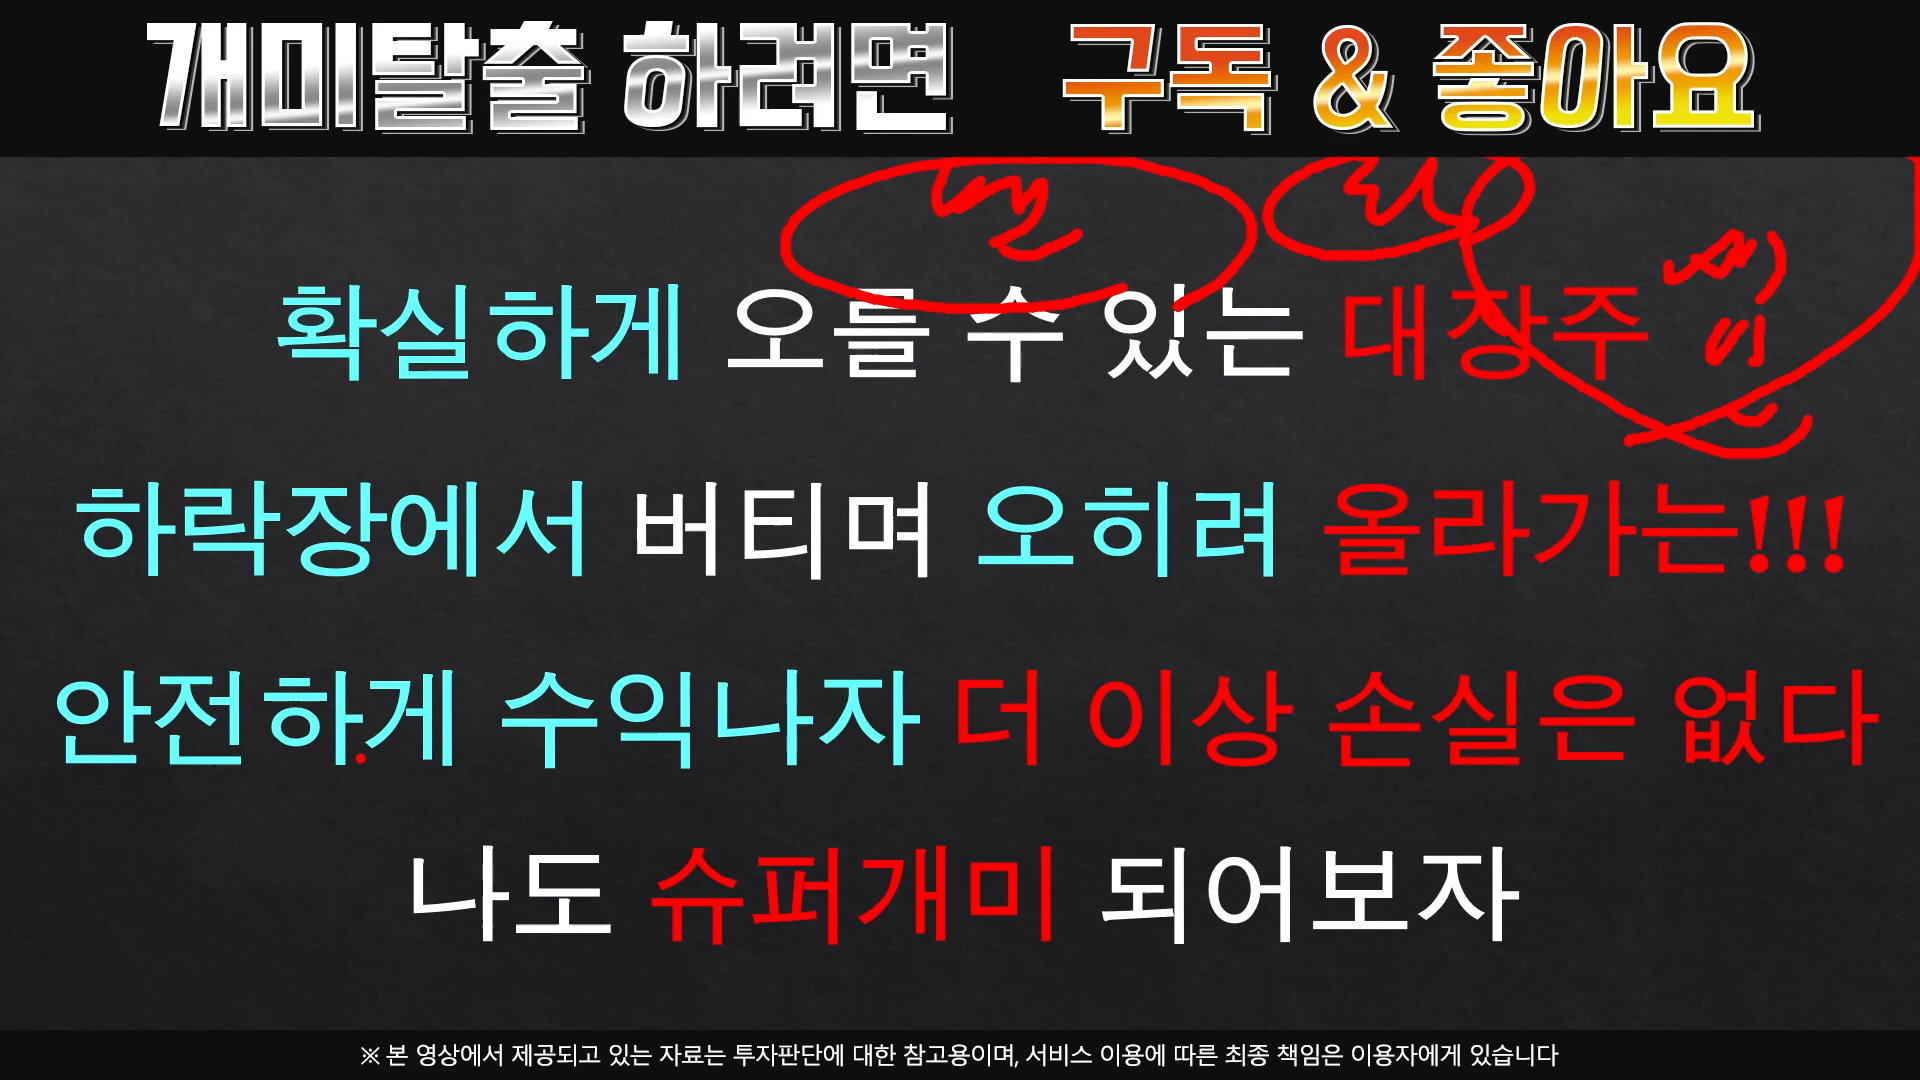 개미탈출 하려면 구독 & 좋아요
확실하게 오를 수 있는 대장주
하락장에서 버티며 오히려 올라가는!!!
안전하게 수익나자 더 이상 손실은 없다
나도 슈퍼개미 되어보자
※ 본 영상에서 제공되고 있는 자료는 투자판단에 대한 참고용이며, 서비스 이용에 따른 최종 책임은 이용자에게 있습니다